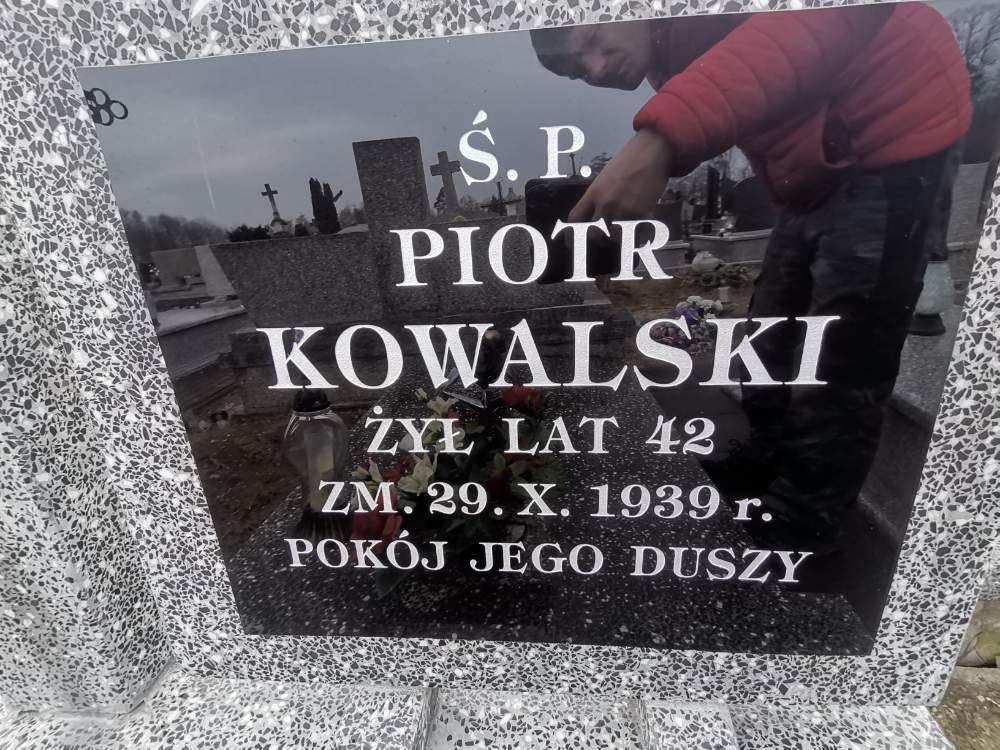 Ś. P.
PIOTR
KOWALSKI
ŻYŁ LAT 42
ZM. 29. X. 1939 r.
POKÓJ JEGO DUSZY